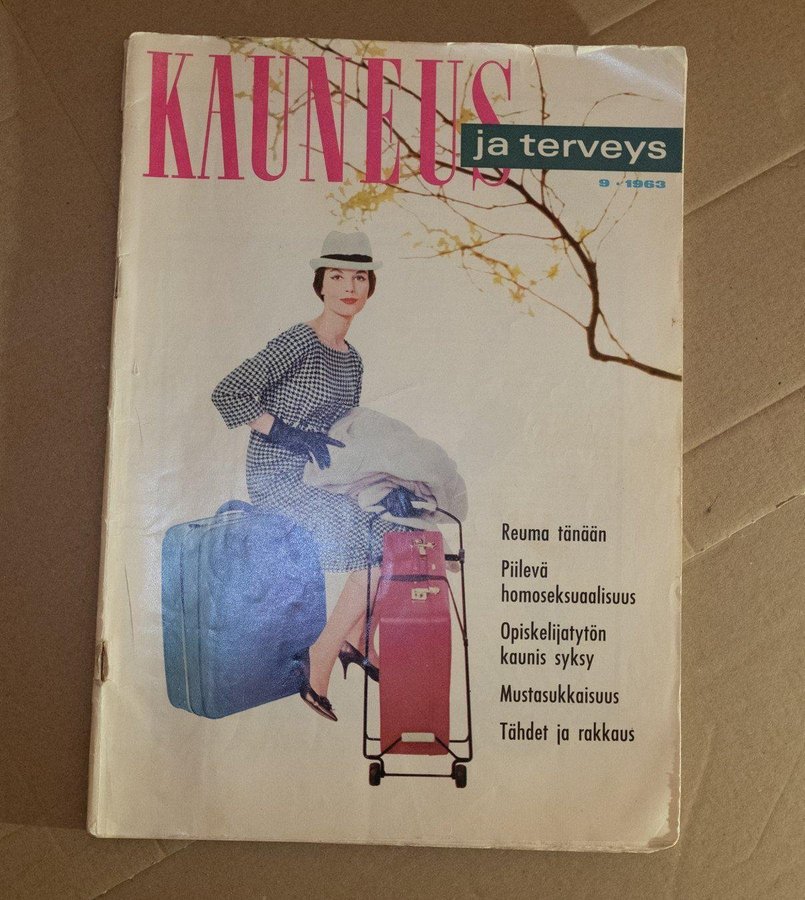 KAUNEUS
ja terveys
9 · 1963
Reuma tänään
Piilevä
homoseksuaalisuus
Opiskelijatytön
kaunis syksy
Mustasukkaisuus
Tähdet ja rakkaus